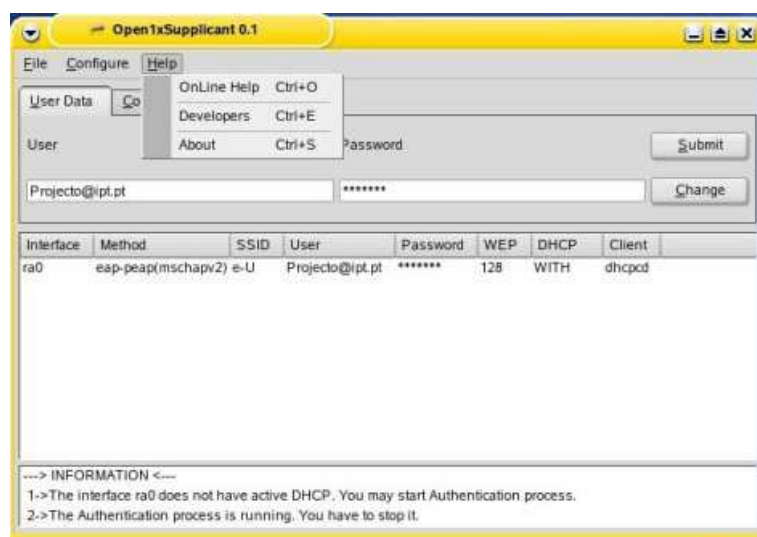 Open1xSupplicant 0.1
File Configure Help
OnLine Help Ctrl+O
Developers Ctrl+E
About Ctrl+S
User Data Co
User Password Submit
Projecto@ipt.pt ******* Change
Interface Method SSID User Password WEP DHCP Client
ra0 eap-peap(mschapv2) e-U Projecto@ipt.pt ******* 128 WITH dhcpcd
---> INFORMATION <---
1->The interface ra0 does not have active DHCP. You may start Authentication process.
2->The Authentication process is running. You have to stop it.